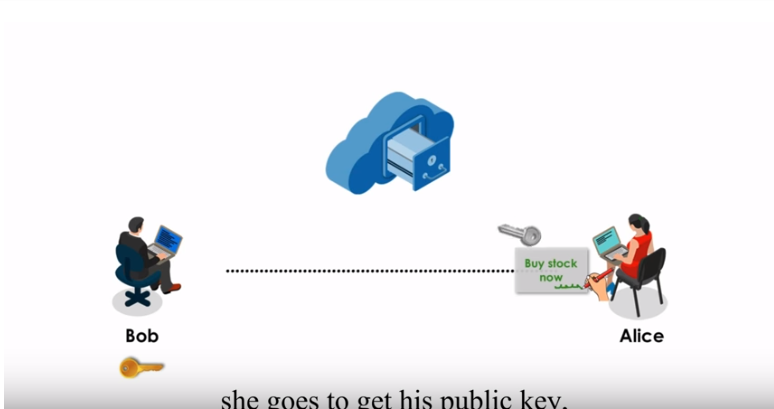 Buy stock
now
Bob
Alice
she goes to get his public key,